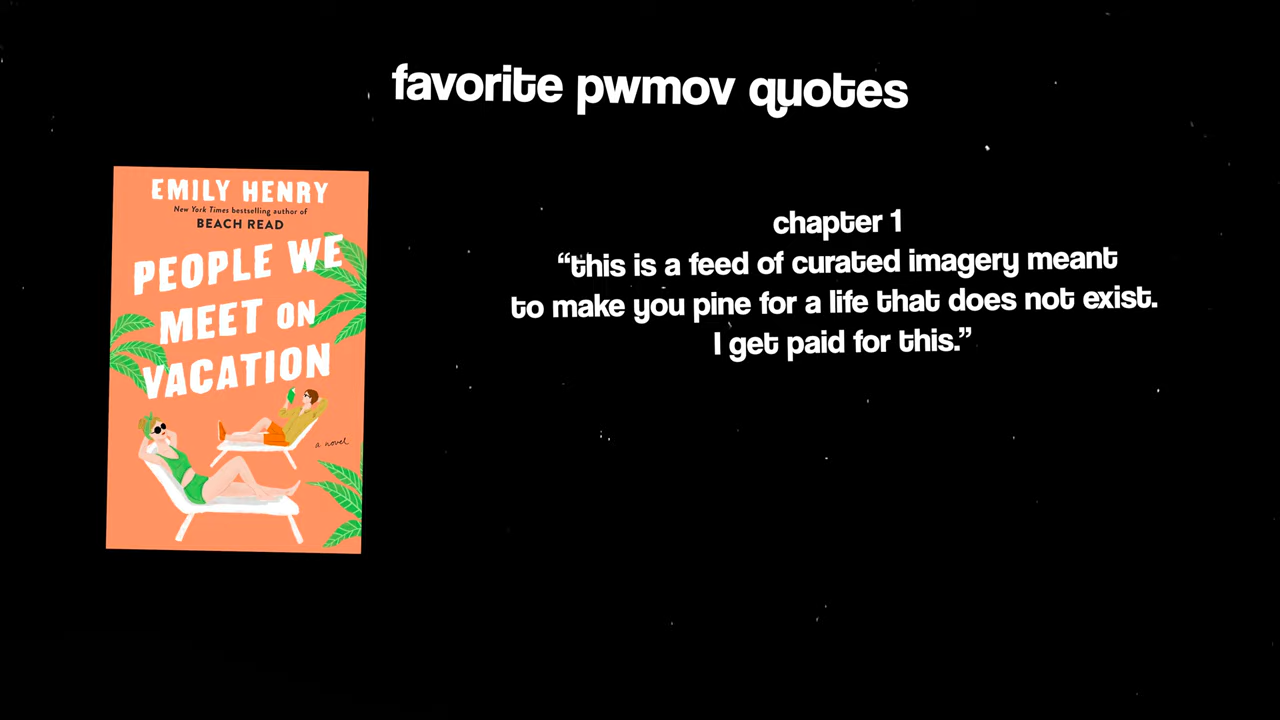 favorite pwmov quotes
EMILY HENRY
New York Times bestselling author of
BEACH READ
PEOPLE WE
MEET ON
VACATION
a novel
chapter 1
“this is a feed of curated imagery meant
to make you pine for a life that does not exist.
I get paid for this.”